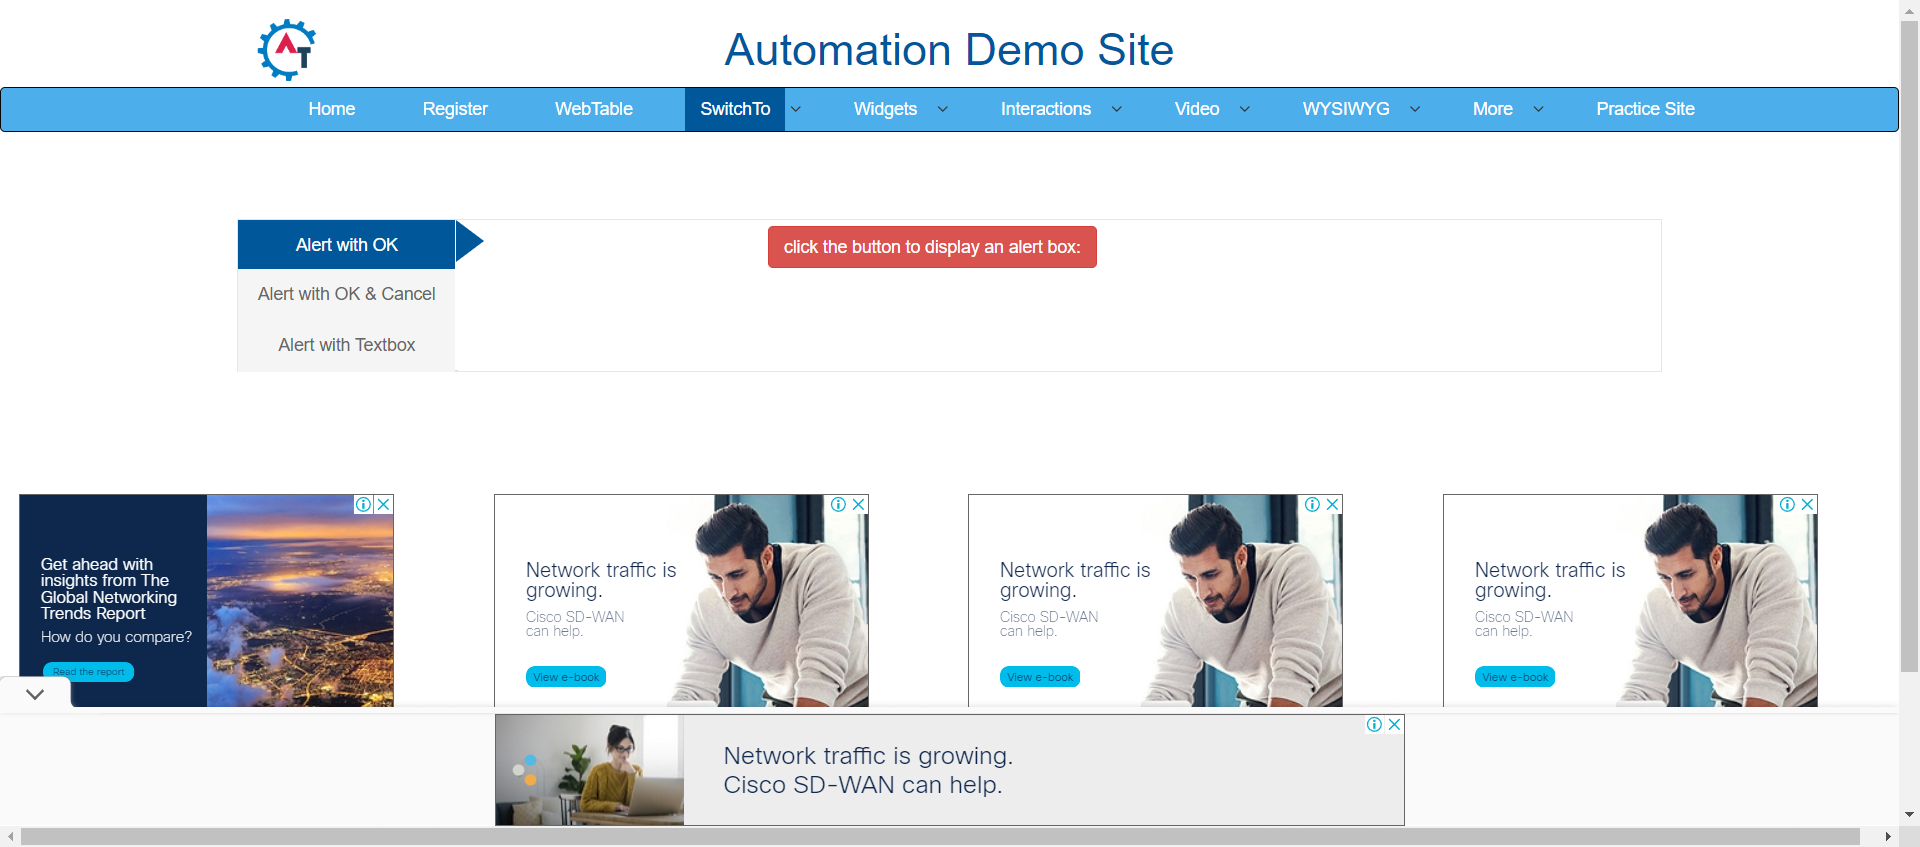 AT
Automation Demo Site
Home Register WebTable SwitchTo Widgets Interactions Video WYSIWYG More Practice Site
Alert with OK
click the button to display an alert box:
Alert with OK & Cancel
Alert with Textbox
Get ahead with
insights from The
Global Networking
Trends Report
How do you compare?
Read the report
Network traffic is
growing.
Cisco SD-WAN
can help.
View e-book
Network traffic is
growing.
Cisco SD-WAN
can help.
View e-book
Network traffic is
growing.
Cisco SD-WAN
can help.
View e-book
Network traffic is growing.
Cisco SD-WAN can help.